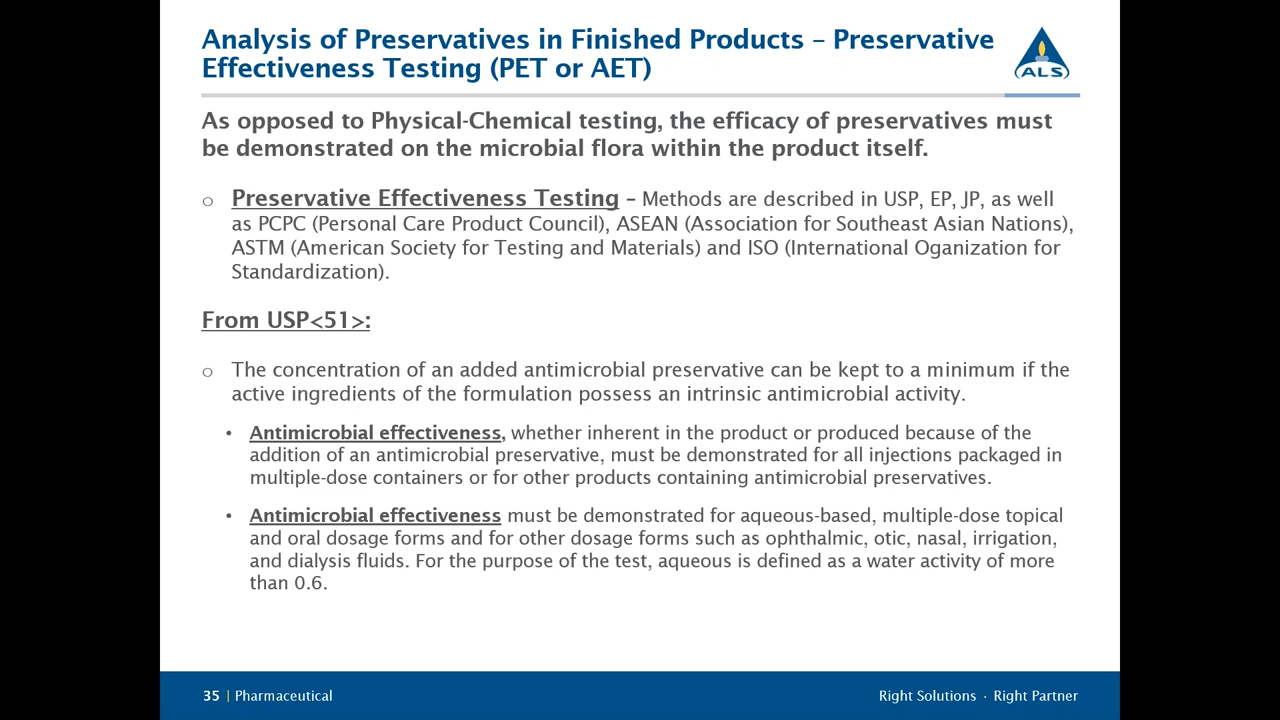 Analysis of Preservatives in Finished Products – Preservative
Effectiveness Testing (PET or AET)
ALS
As opposed to Physical-Chemical testing, the efficacy of preservatives must
be demonstrated on the microbial flora within the product itself.
o Preservative Effectiveness Testing – Methods are described in USP, EP, JP, as well
as PCPC (Personal Care Product Council), ASEAN (Association for Southeast Asian Nations),
ASTM (American Society for Testing and Materials) and ISO (International Oganization for
Standardization).
From USP<51>:
o The concentration of an added antimicrobial preservative can be kept to a minimum if the
active ingredients of the formulation possess an intrinsic antimicrobial activity.
• Antimicrobial effectiveness, whether inherent in the product or produced because of the
addition of an antimicrobial preservative, must be demonstrated for all injections packaged in
multiple-dose containers or for other products containing antimicrobial preservatives.
• Antimicrobial effectiveness must be demonstrated for aqueous-based, multiple-dose topical
and oral dosage forms and for other dosage forms such as ophthalmic, otic, nasal, irrigation,
and dialysis fluids. For the purpose of the test, aqueous is defined as a water activity of more
than 0.6.
35 | Pharmaceutical
Right Solutions · Right Partner